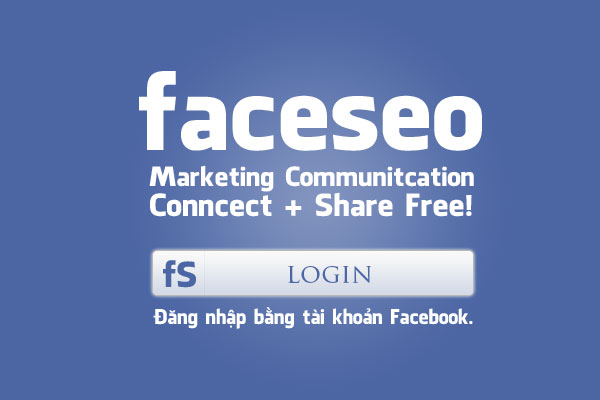 faceseo
Marketing Communitcation
Conncect + Share Free!
fS LOGIN
Đăng nhập bằng tài khoản Facebook.